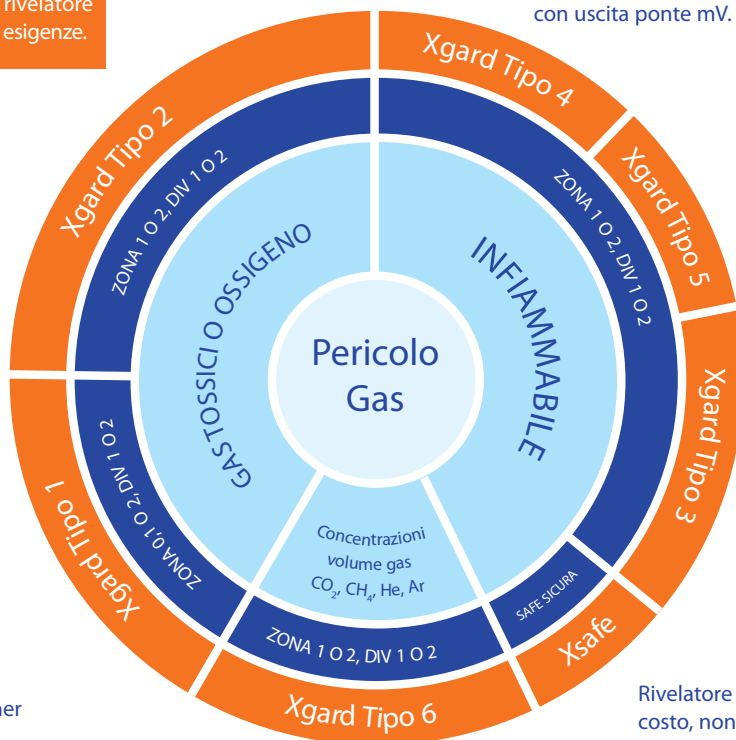 rivelatore
esigenze.
con uscita ponte mV.
Xgard Tipo 2
Xgard Tipo 4
Xgard Tipo 5
ZONA 1 O 2, DIV 1 O 2
ZONA 1 O 2, DIV 1 O 2
GAS TOSSICI O OSSIGENO
INFIAMMABILE
Pericolo
Gas
Xgard Tipo 3
Xgard Tipo 1
ZONA 0, 1 O 2, DIV 1 O 2
Concentrazioni
volume gas
CO₂, CH₄, He, Ar
SAFE SICURA
ZONA 1 O 2, DIV 1 O 2
Xsafe
Xgard Tipo 6
Rivelatore
costo, non